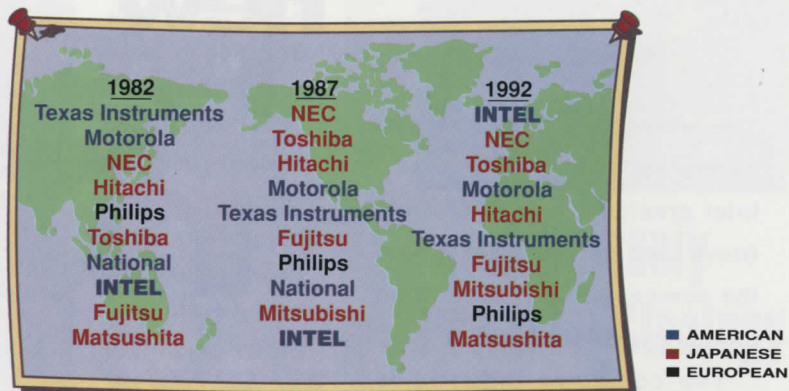 1982
Texas Instruments
Motorola
NEC
Hitachi
Philips
Toshiba
National
INTEL
Fujitsu
Matsushita
1987
NEC
Toshiba
Hitachi
Motorola
Texas Instruments
Fujitsu
Philips
National
Mitsubishi
INTEL
1992
INTEL
NEC
Toshiba
Motorola
Hitachi
Texas Instruments
Fujitsu
Mitsubishi
Philips
Matsushita
AMERICAN
JAPANESE
EUROPEAN